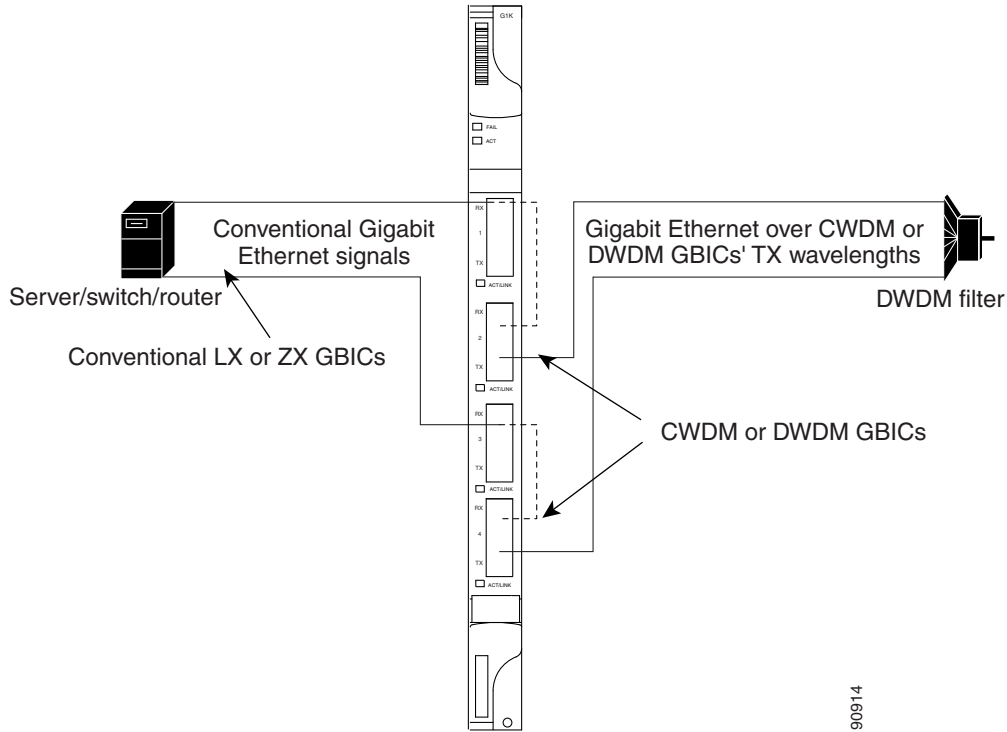 G1K
FAIL
ACT
RX
1
TX
ACT/LINK
RX
2
TX
ACT/LINK
RX
3
TX
ACT/LINK
RX
4
TX
ACT/LINK
Conventional Gigabit
Ethernet signals
Server/switch/router
Conventional LX or ZX GBICs
Gigabit Ethernet over CWDM or
DWDM GBICs' TX wavelengths
DWDM filter
CWDM or DWDM GBICs
90914